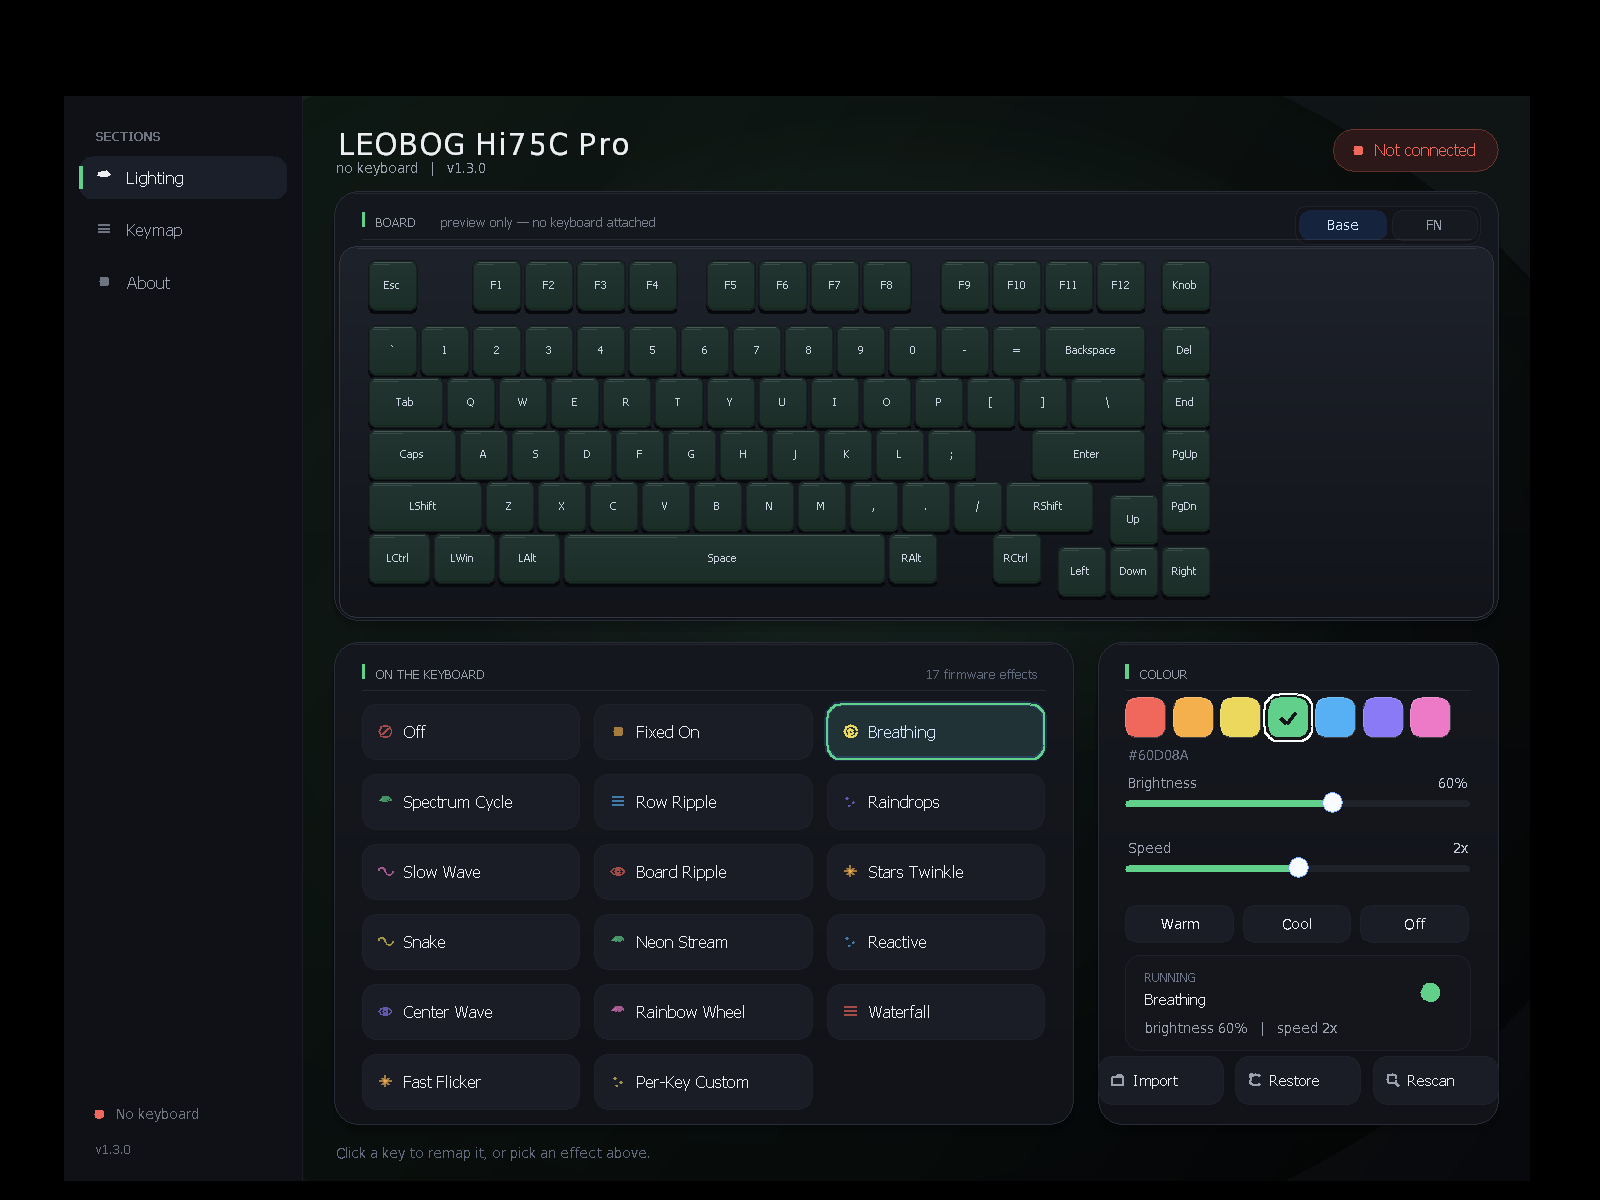 SECTIONS
Lighting
Keymap
About
No keyboard
v1.3.0
LEOBOG Hi75C Pro
no keyboard | v1.3.0
Not connected
BOARD preview only — no keyboard attached Base FN
Esc F1 F2 F3 F4 F5 F6 F7 F8 F9 F10 F11 F12 Knob
` 1 2 3 4 5 6 7 8 9 0 - = Backspace Del
Tab Q W E R T Y U I O P [ ] \ End
Caps A S D F G H J K L ; Enter PgUp
LShift Z X C V B N M , . / RShift Up PgDn
LCtrl LWin LAlt Space RAlt RCtrl Left Down Right
ON THE KEYBOARD 17 firmware effects
Off Fixed On Breathing
Spectrum Cycle Row Ripple Raindrops
Slow Wave Board Ripple Stars Twinkle
Snake Neon Stream Reactive
Center Wave Rainbow Wheel Waterfall
Fast Flicker Per-Key Custom
COLOUR
#60D08A
Brightness 60%
Speed 2x
Warm Cool Off
RUNNING
Breathing
brightness 60% | speed 2x
Import Restore Rescan
Click a key to remap it, or pick an effect above.